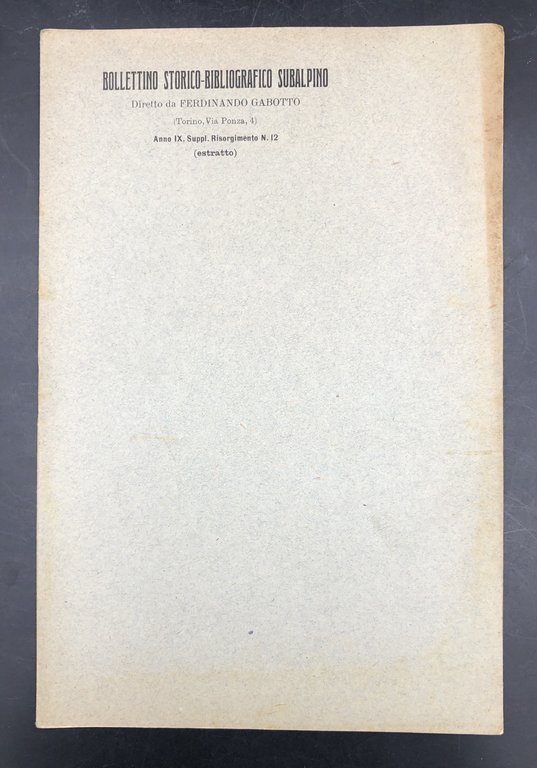 BOLLETTINO STORICO-BIBLIOGRAFICO SUBALPINO
Diretto da FERDINANDO GABOTTO
(Torino, Via Ponza, 4)
Anno IX, Suppl. Risorgimento N. 12
(estratto)